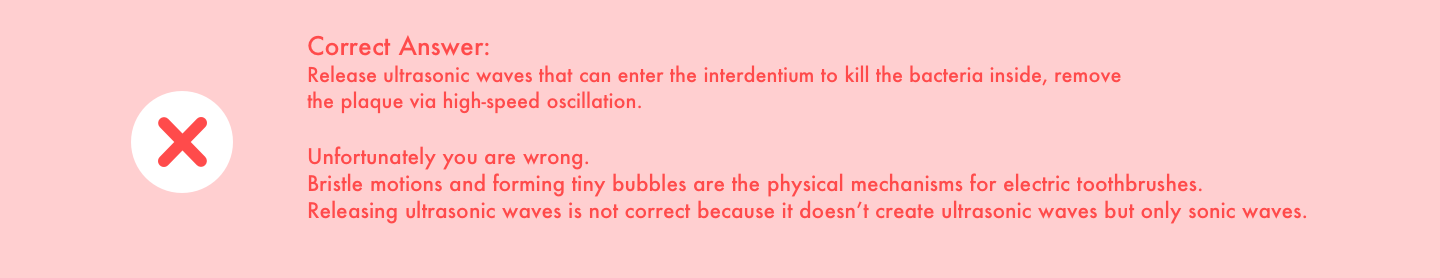 Correct Answer:
Release ultrasonic waves that can enter the interdentium to kill the bacteria inside, remove
the plaque via high-speed oscillation.
Unfortunately you are wrong.
Bristle motions and forming tiny bubbles are the physical mechanisms for electric toothbrushes.
Releasing ultrasonic waves is not correct because it doesn’t create ultrasonic waves but only sonic waves.